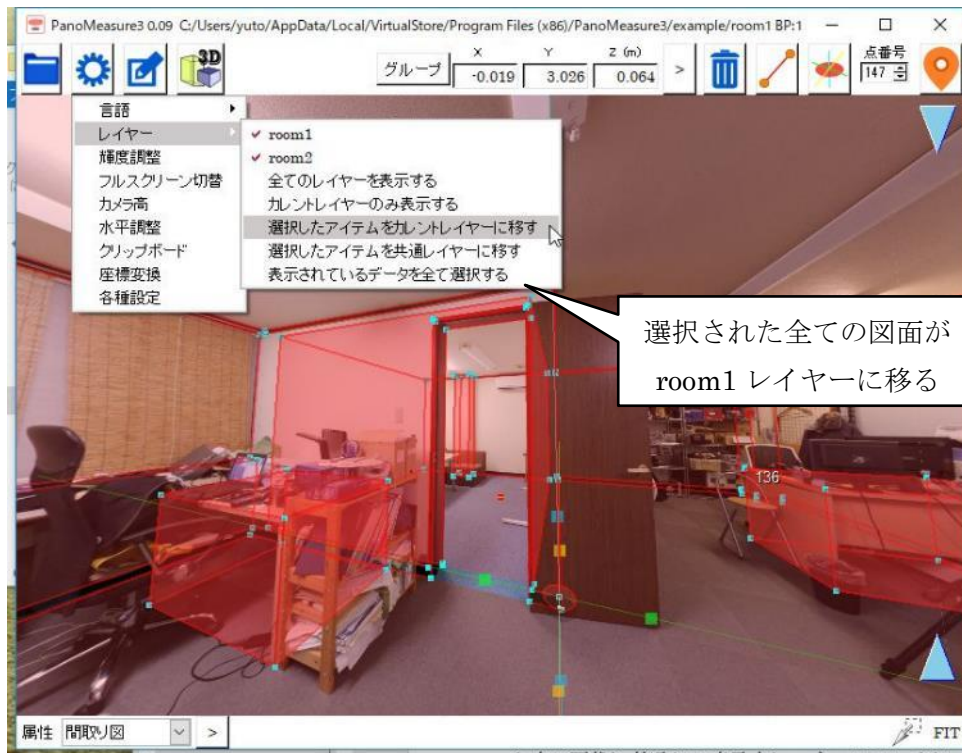 PanoMeasure3 0.09 C:/Users/yuto/AppData/Local/VirtualStore/Program Files (x86)/PanoMeasure3/example/room1 BP:1
3D
グループ
X Y Z (m)
-0.019 3.026 0.064 >
点番号
147
言語
レイヤー
輝度調整
フルスクリーン切替
カメラ高
水平調整
クリップボード
座標変換
各種設定
room1
room2
全てのレイヤーを表示する
カレントレイヤーのみ表示する
選択したアイテムをカレントレイヤーに移す
選択したアイテムを共通レイヤーに移す
表示されているデータを全て選択する
選択された全ての図面が
room1 レイヤーに移る
136
属性 間取り図 >
FIT